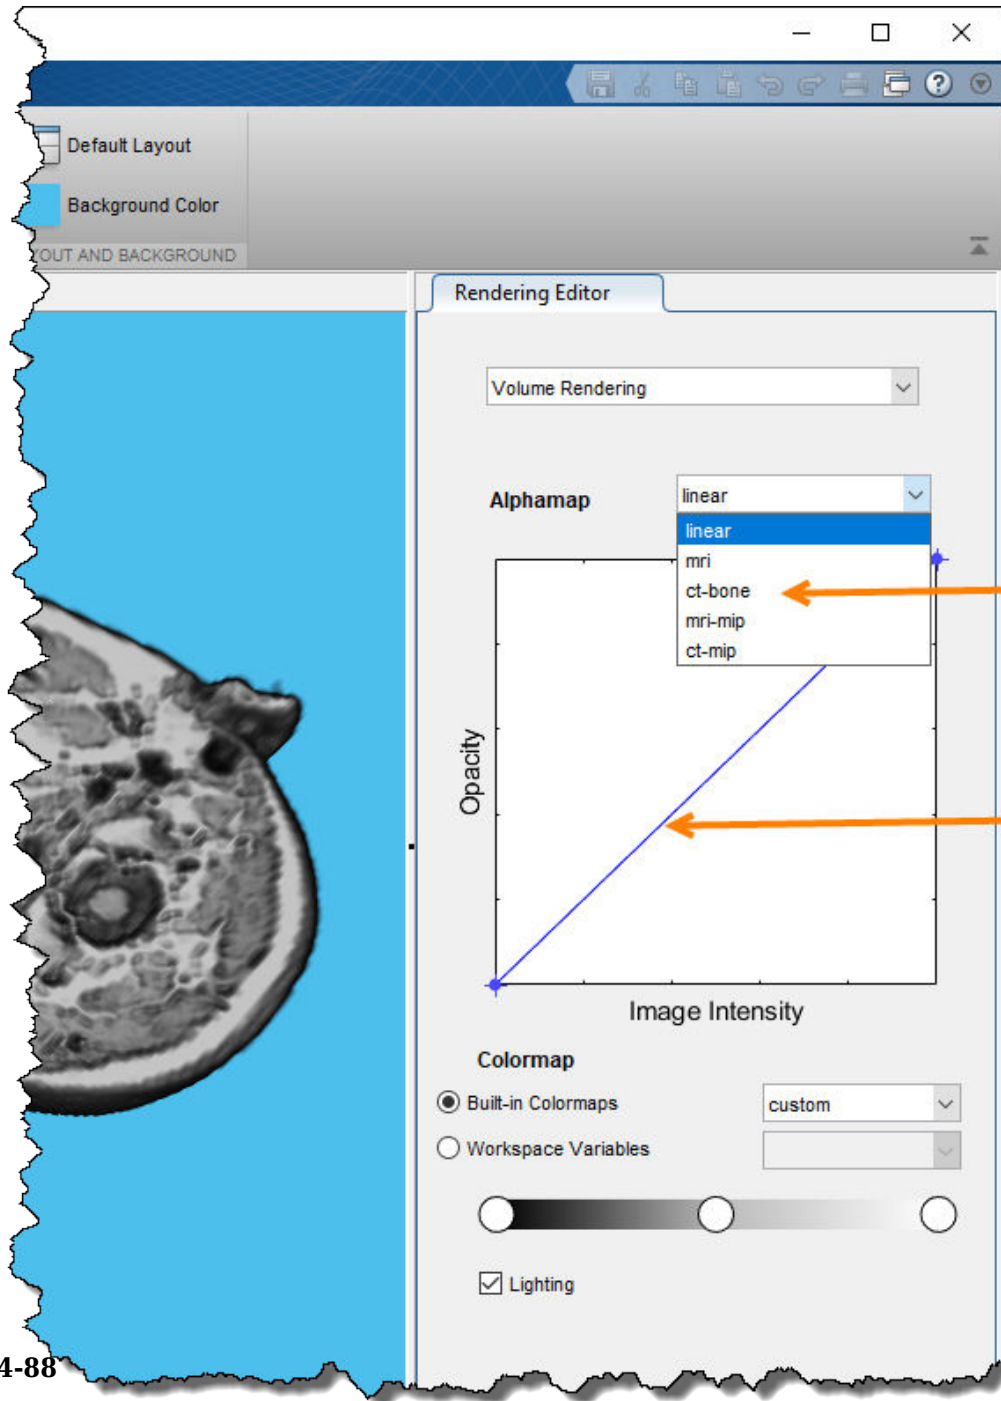 Default Layout
Background Color
YOUT AND BACKGROUND
Rendering Editor
Volume Rendering
Alphamap
linear
linear
mri
ct-bone
mri-mip
ct-mip
Opacity
Image Intensity
Colormap
Built-in Colormaps
custom
Workspace Variables
Lighting
4-88